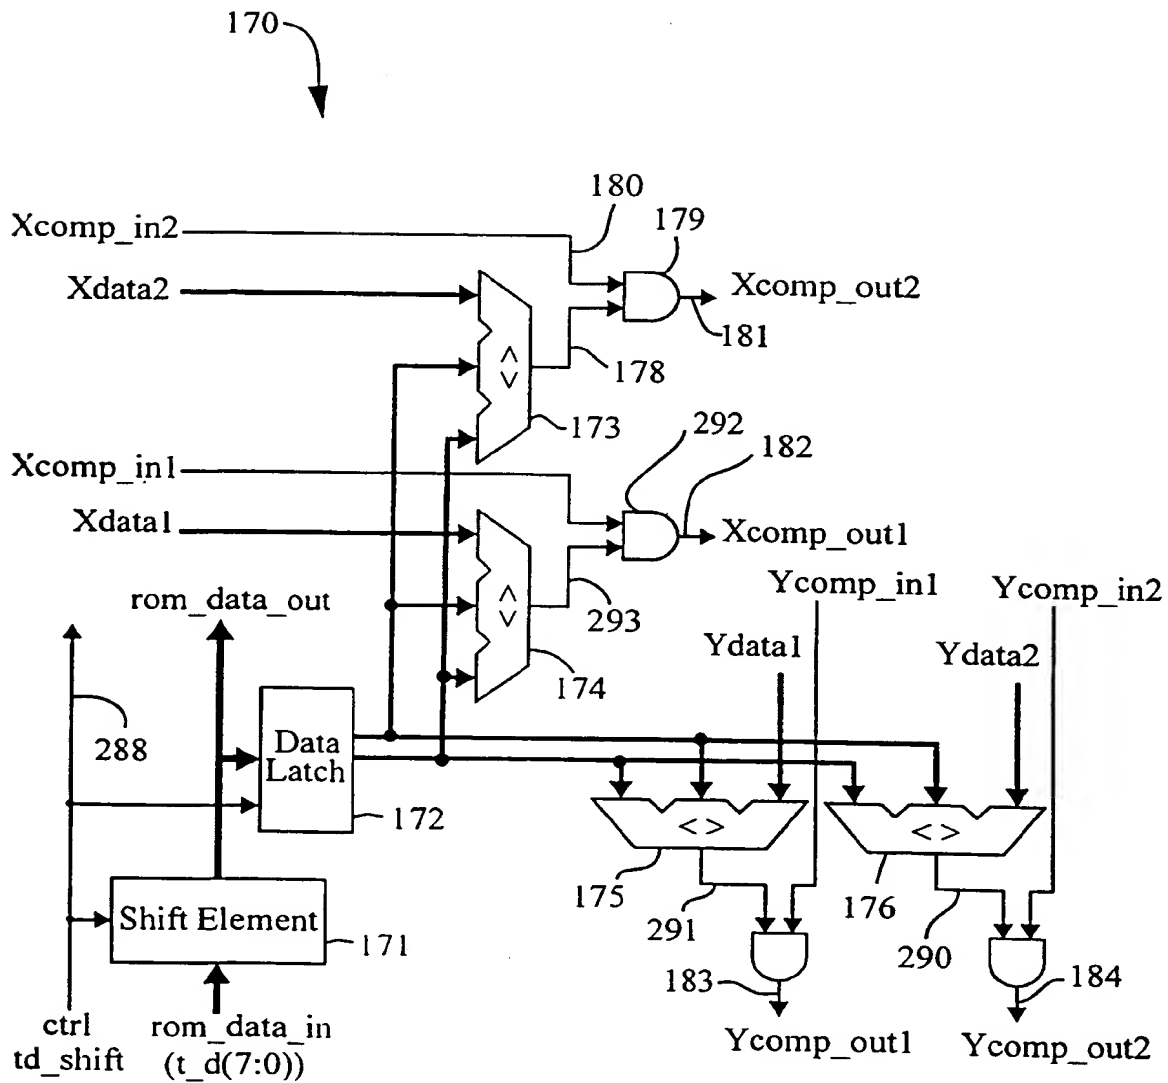 170
180
179
Xcomp_in2
Xdata2
Xcomp_out2
181
< >
178
173
292
182
Xcomp_in1
Xdata1
Xcomp_out1
< >
293
174
Ycomp_in1
Ycomp_in2
rom_data_out
Ydata1
Ydata2
288
Data
Latch
172
< >
< >
175
176
291
290
Shift Element
171
183
184
ctrl
td_shift
rom_data_in
(t_d(7:0))
Ycomp_out1
Ycomp_out2